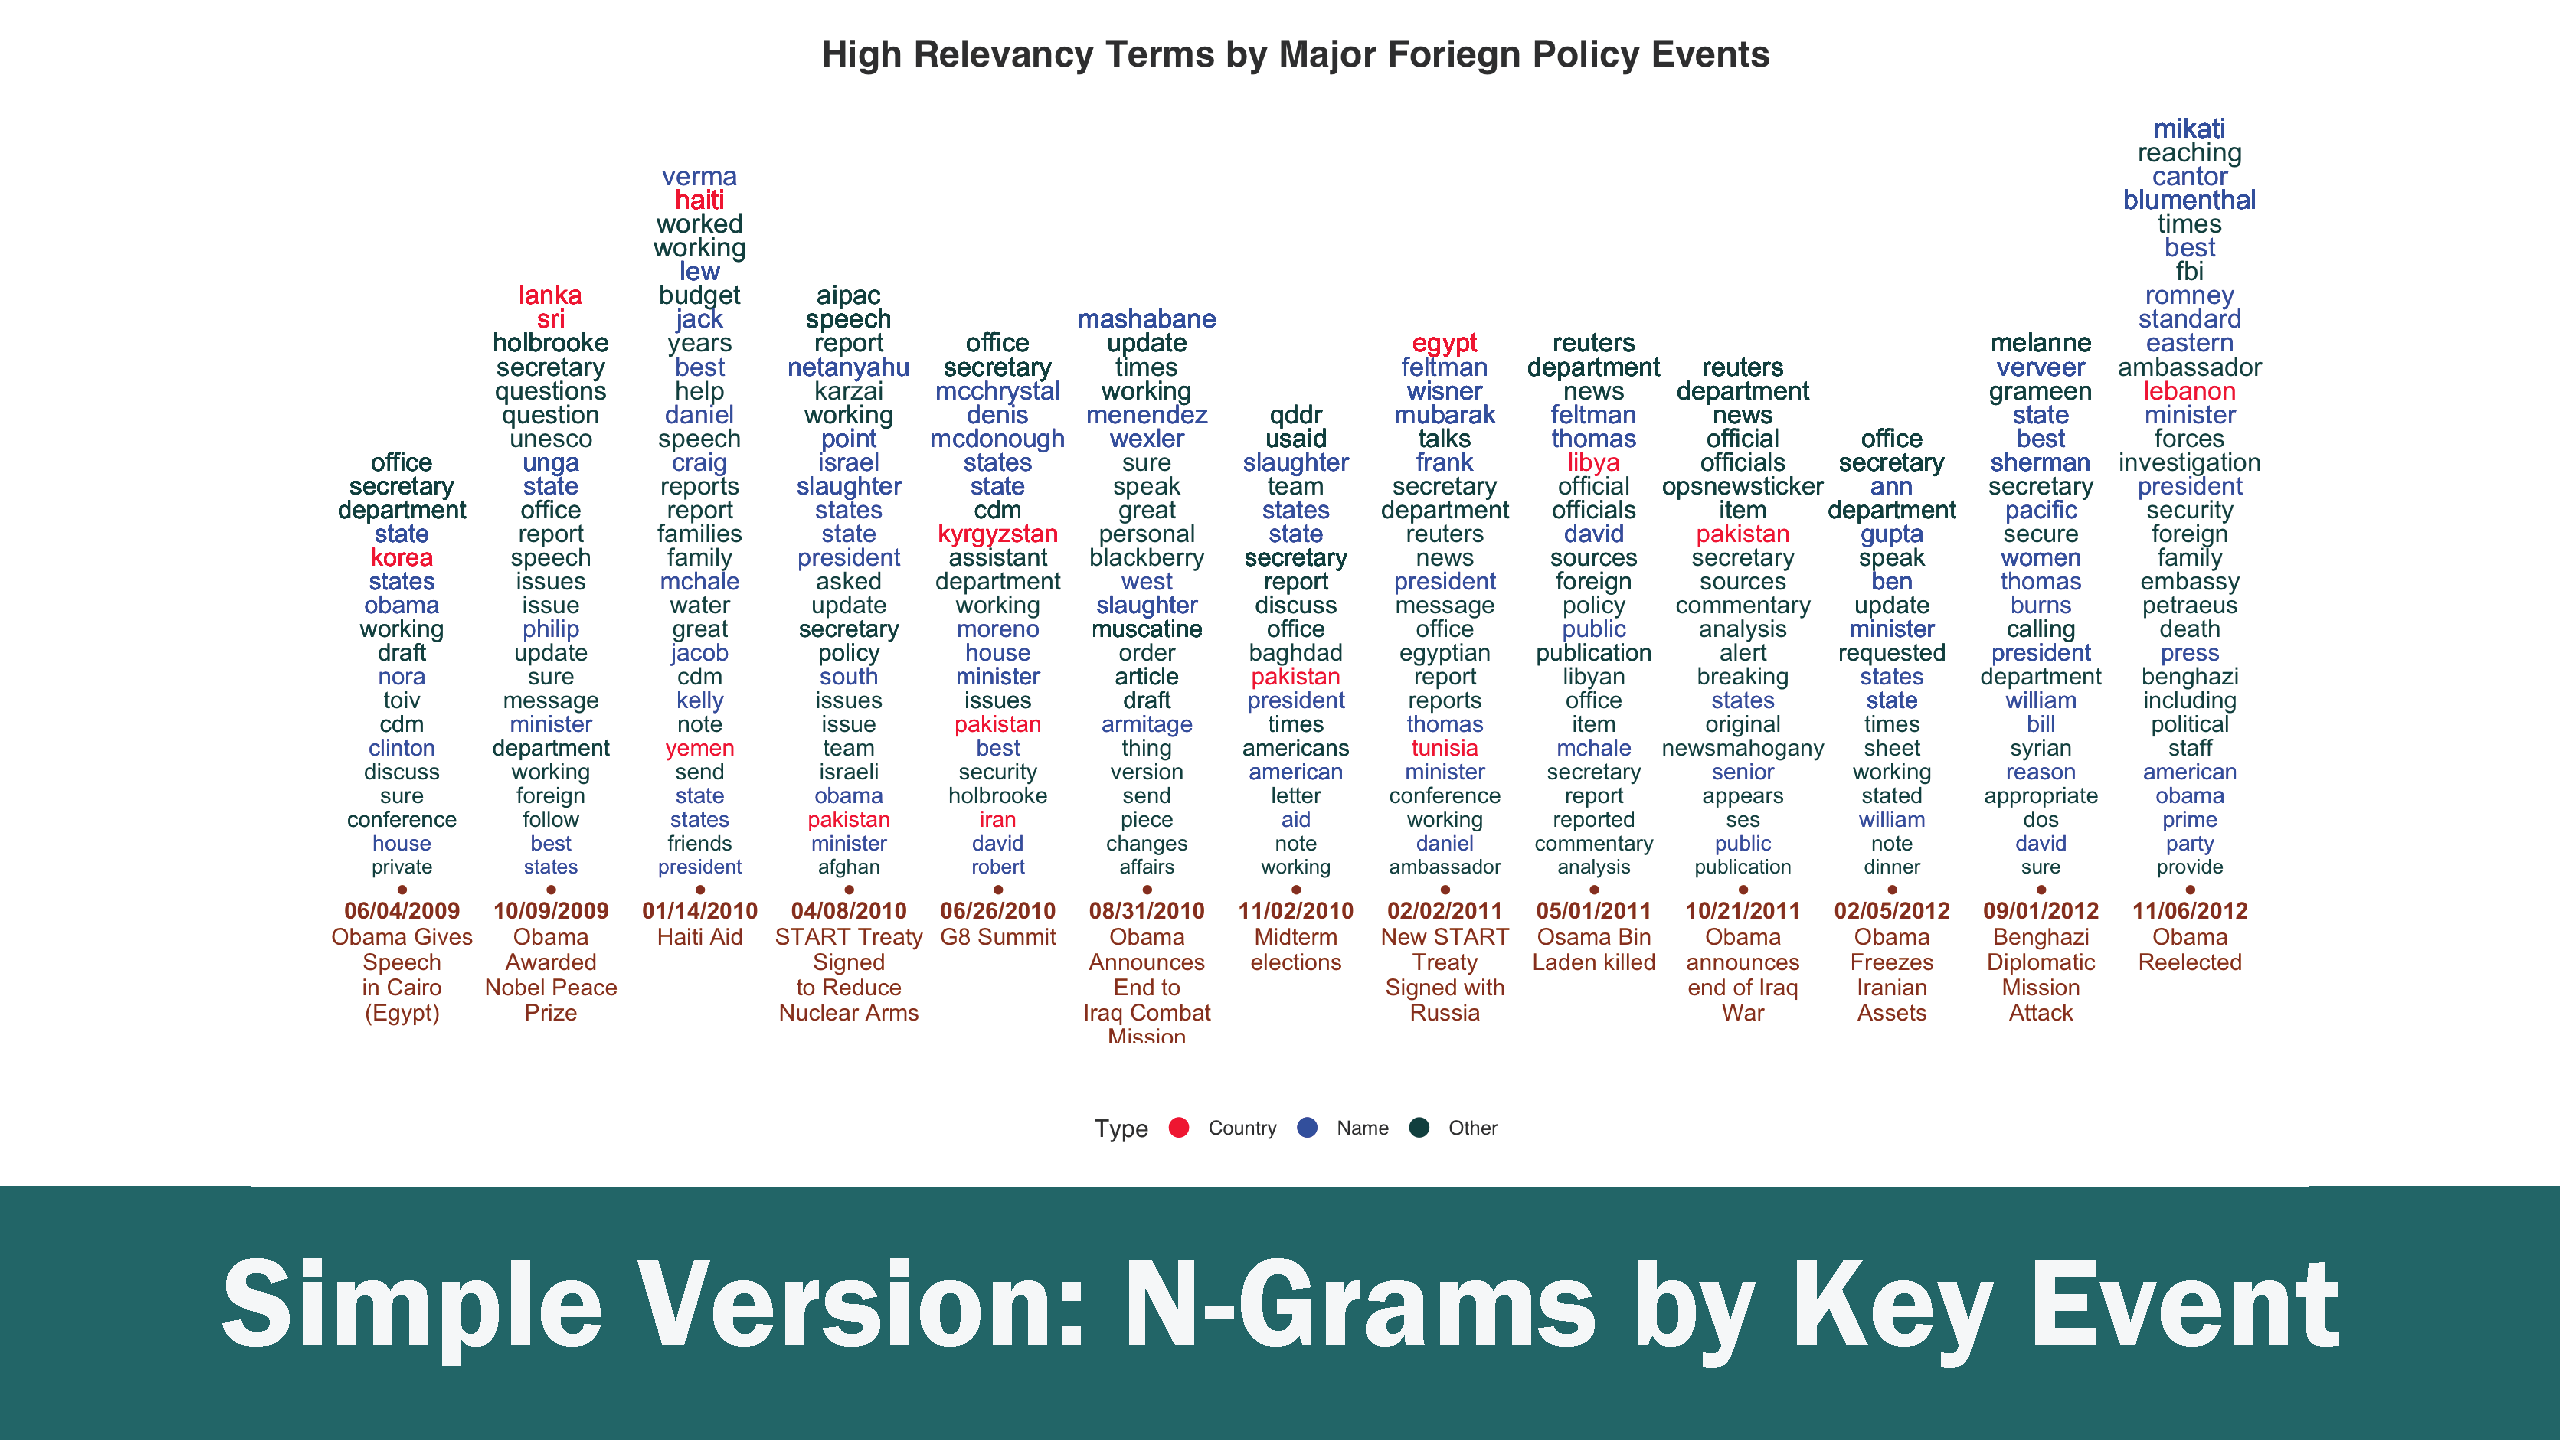 High Relevancy Terms by Major Foriegn Policy Events
office
secretary
department
state
korea
states
obama
working
draft
nora
toiv
cdm
clinton
discuss
sure
conference
house
private
06/04/2009
Obama Gives
Speech
in Cairo
(Egypt)
lanka
sri
holbrooke
secretary
questions
question
unesco
unga
state
office
report
speech
issues
issue
philip
update
sure
message
minister
department
working
foreign
follow
best
states
10/09/2009
Obama
Awarded
Nobel Peace
Prize
verma
haiti
worked
working
lew
budget
jack
years
best
help
daniel
speech
craig
reports
report
families
family
mchale
water
great
jacob
cdm
kelly
note
yemen
send
state
states
friends
president
01/14/2010
Haiti Aid
aipac
speech
report
netanyahu
karzai
working
point
israel
slaughter
states
state
president
asked
update
secretary
policy
south
issues
issue
team
israeli
obama
pakistan
minister
afghan
04/08/2010
START Treaty
Signed
to Reduce
Nuclear Arms
office
secretary
mcchrystal
denis
mcdonough
states
state
cdm
kyrgyzstan
assistant
department
working
moreno
house
minister
issues
pakistan
best
security
holbrooke
iran
david
robert
06/26/2010
G8 Summit
mashabane
update
times
working
menendez
wexler
sure
speak
great
personal
blackberry
west
slaughter
muscatine
order
article
draft
armitage
thing
version
send
piece
changes
affairs
08/31/2010
Obama
Announces
End to
Iraq Combat
Mission
qddr
usaid
slaughter
team
states
state
secretary
report
discuss
office
baghdad
pakistan
president
times
americans
american
letter
aid
note
working
11/02/2010
Midterm
elections
egypt
feltman
wisner
mubarak
talks
frank
secretary
department
reuters
news
president
message
office
egyptian
report
reports
thomas
tunisia
minister
conference
working
daniel
ambassador
02/02/2011
New START
Treaty
Signed with
Russia
reuters
department
news
feltman
thomas
libya
official
officials
david
sources
foreign
policy
public
publication
libyan
office
item
mchale
secretary
report
reported
commentary
analysis
05/01/2011
Osama Bin
Laden killed
reuters
department
news
official
officials
opsnewsticker
item
pakistan
secretary
sources
commentary
analysis
alert
breaking
states
original
newsmahogany
senior
appears
ses
public
publication
10/21/2011
Obama
announces
end of Iraq
War
office
secretary
ann
department
gupta
speak
ben
update
minister
requested
states
state
times
sheet
working
stated
william
note
dinner
02/05/2012
Obama
Freezes
Iranian
Assets
melanne
verveer
grameen
state
best
sherman
secretary
pacific
secure
women
thomas
burns
calling
president
department
william
bill
syrian
reason
appropriate
dos
david
sure
09/01/2012
Benghazi
Diplomatic
Mission
Attack
mikati
reaching
cantor
blumenthal
times
best
fbi
romney
standard
eastern
ambassador
lebanon
minister
forces
investigation
president
security
foreign
family
embassy
petraeus
death
press
benghazi
including
political
staff
american
obama
prime
party
provide
11/06/2012
Obama
Reelected
Type Country Name Other
Simple Version: N-Grams by Key Event